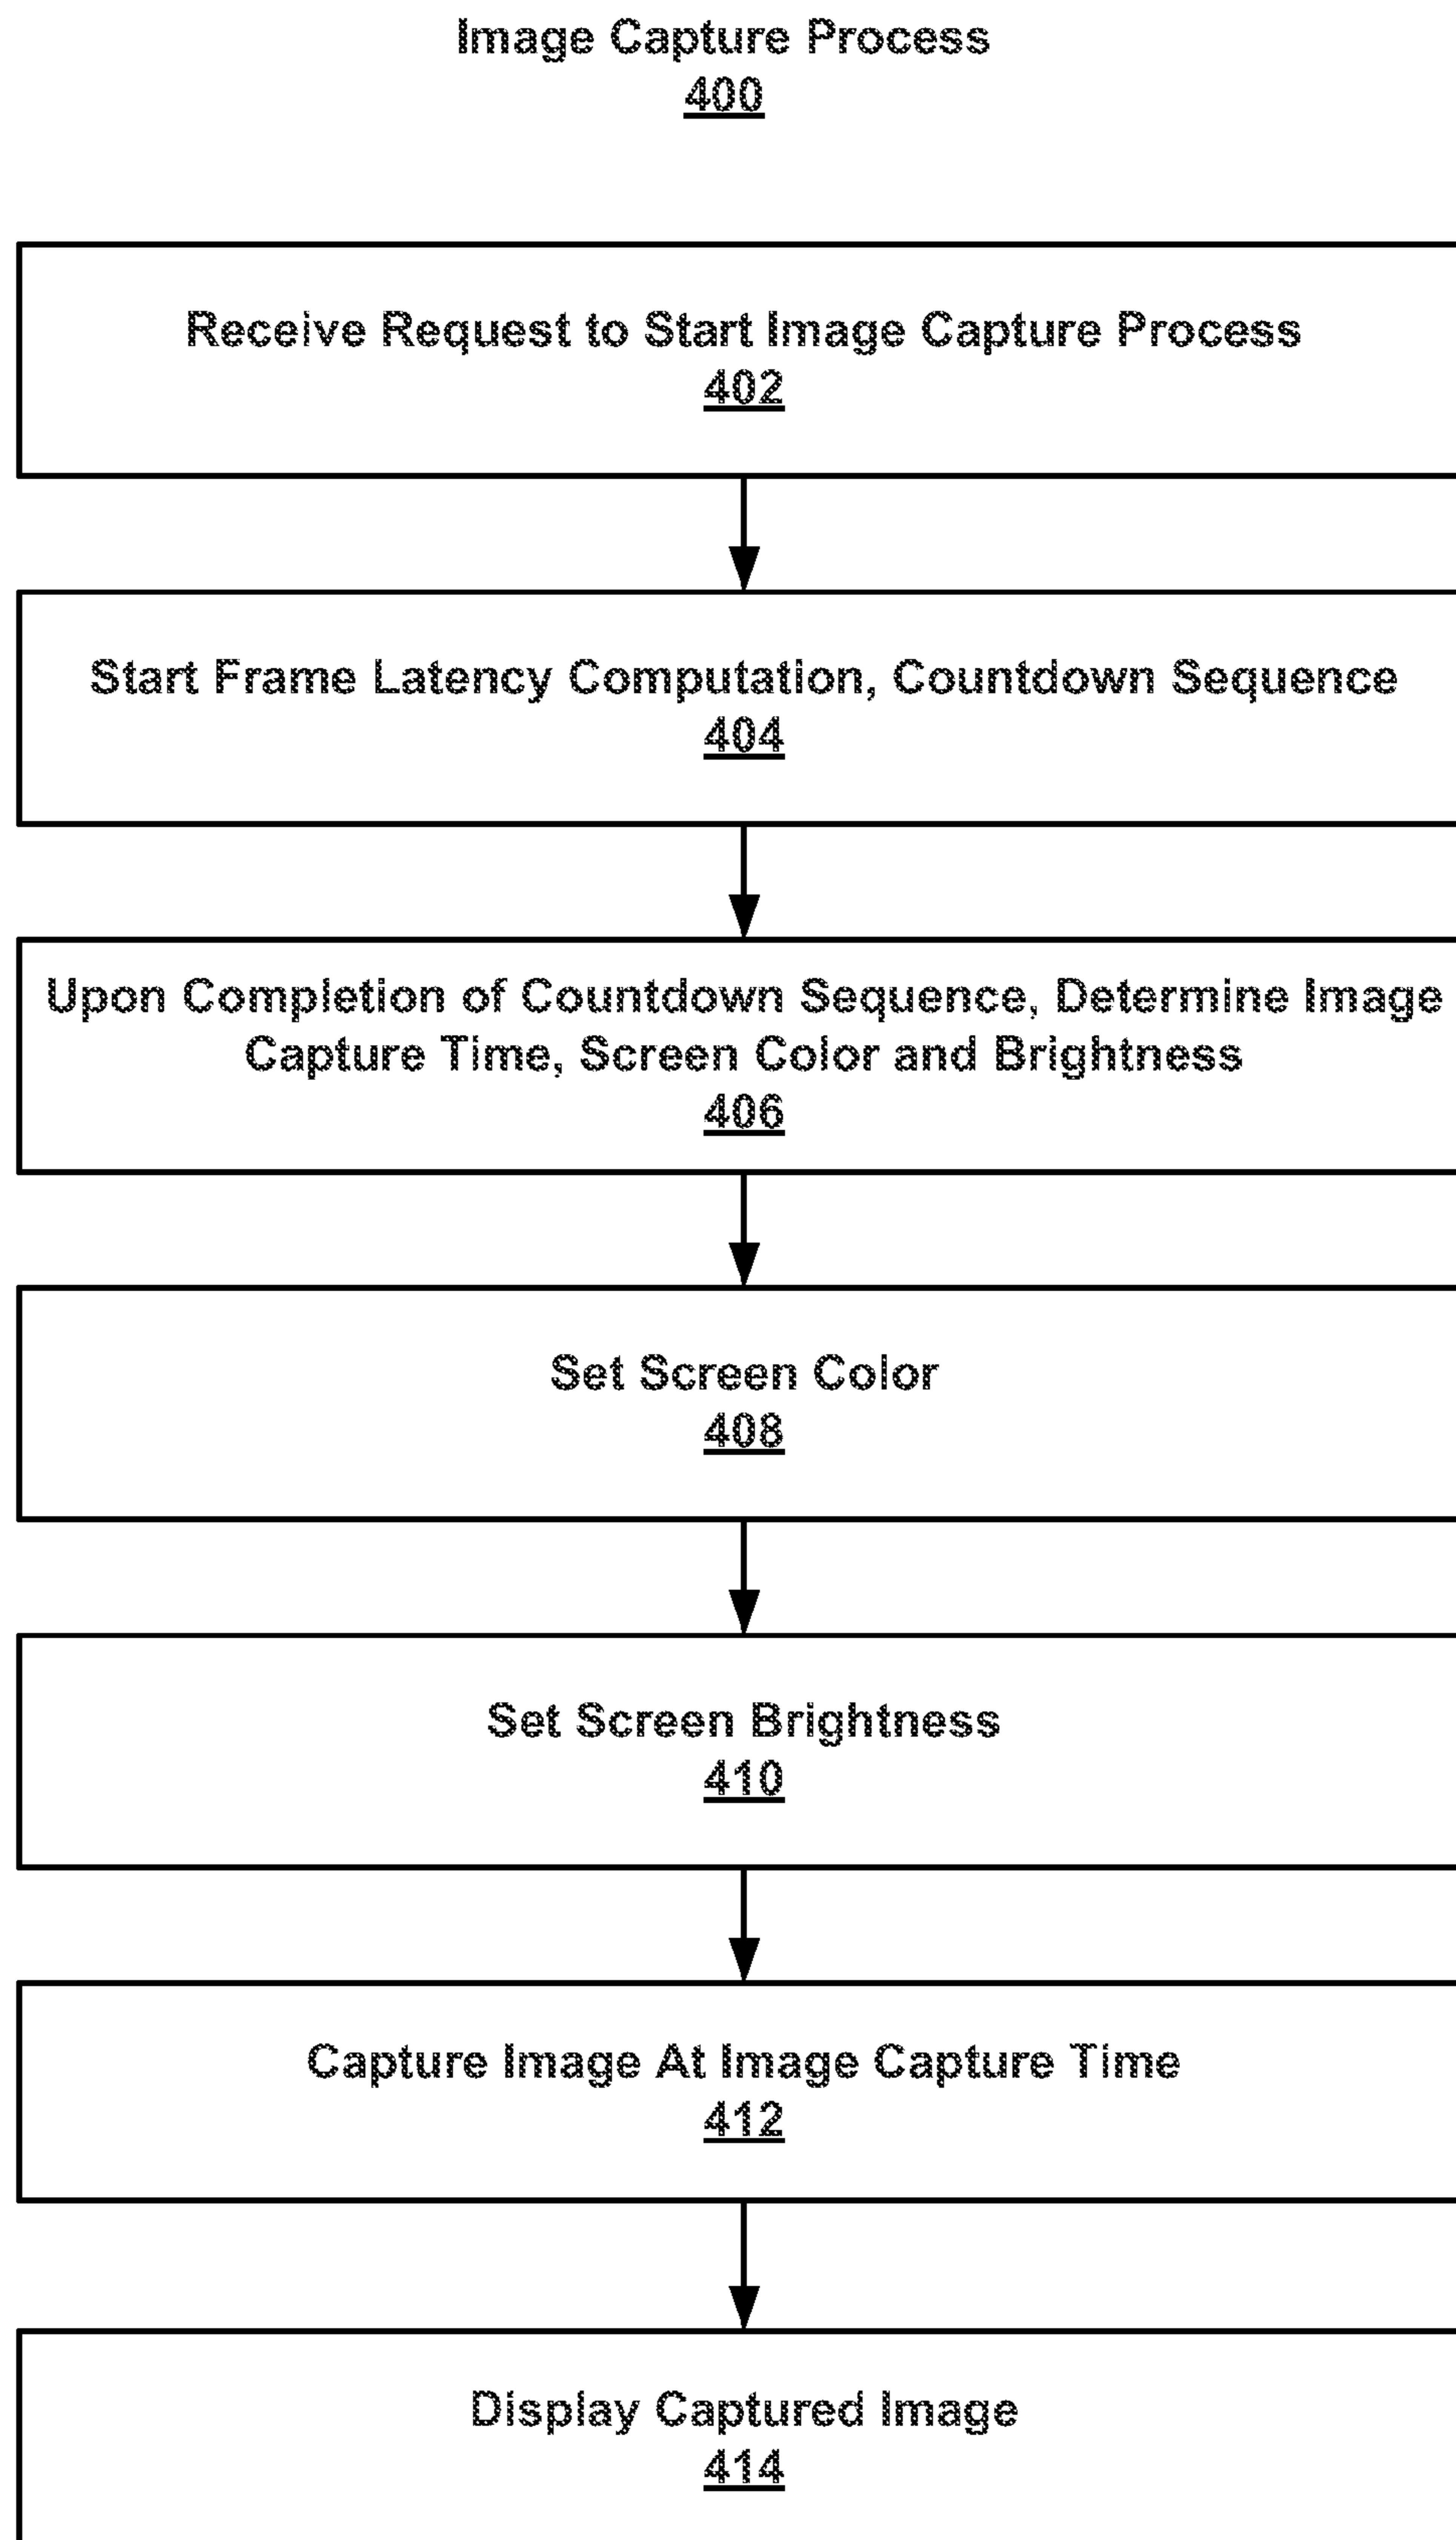 Image Capture Process
400
Receive Request to Start Image Capture Process
402
Start Frame Latency Computation, Countdown Sequence
404
Upon Completion of Countdown Sequence, Determine Image
Capture Time, Screen Color and Brightness
406
Set Screen Color
408
Set Screen Brightness
410
Capture Image At Image Capture Time
412
Display Captured Image
414